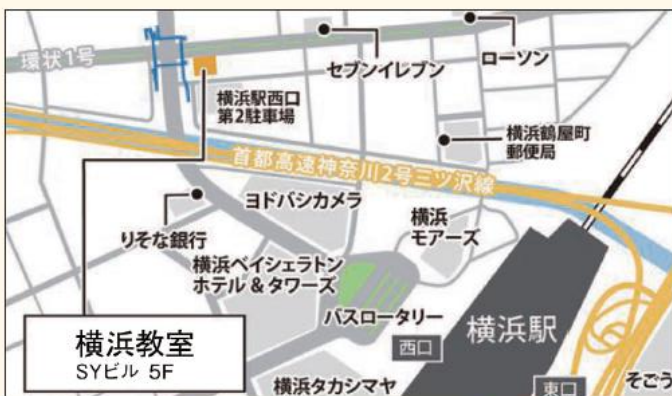 環状1号
セブンイレブン
ローソン
横浜駅西口
第2駐車場
横浜鶴屋町
郵便局
首都高速神奈川2号三ツ沢線
ヨドバシカメラ
りそな銀行
横浜
モアーズ
横浜ベイシェラトン
ホテル & タワーズ
バスロータリー
西口
横浜駅
横浜教室
SYビル 5F
横浜タカシマヤ
東口
そごう